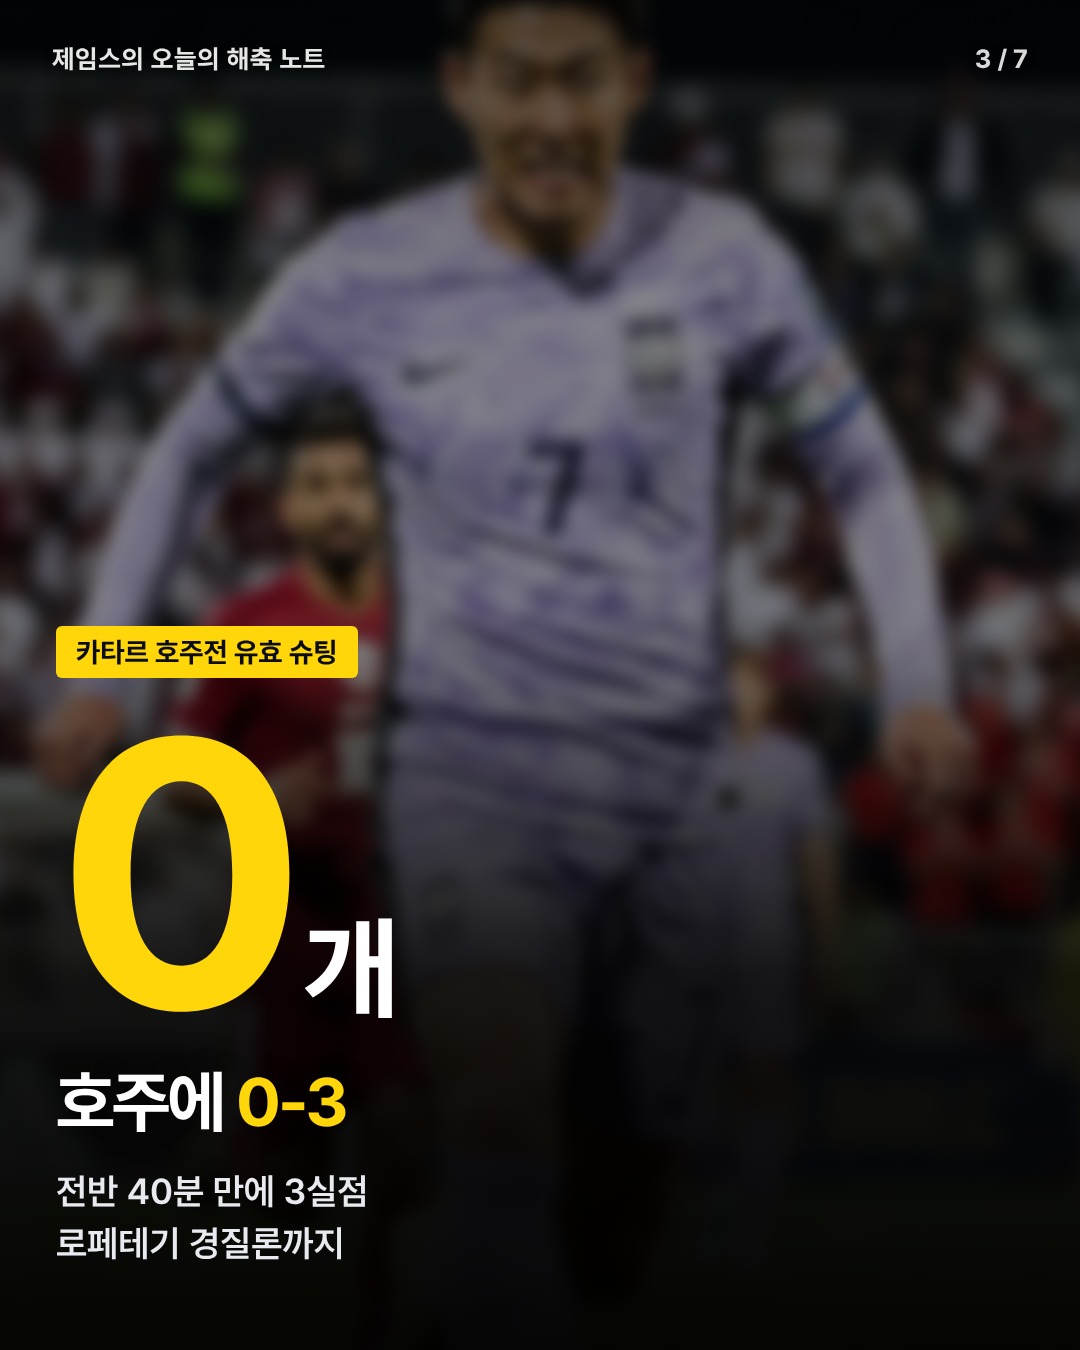 제임스의 오늘의 해축 노트
3 / 7
7
카타르 호주전 유효 슈팅
0개
호주에 0-3
전반 40분 만에 3실점
로페테기 경질론까지